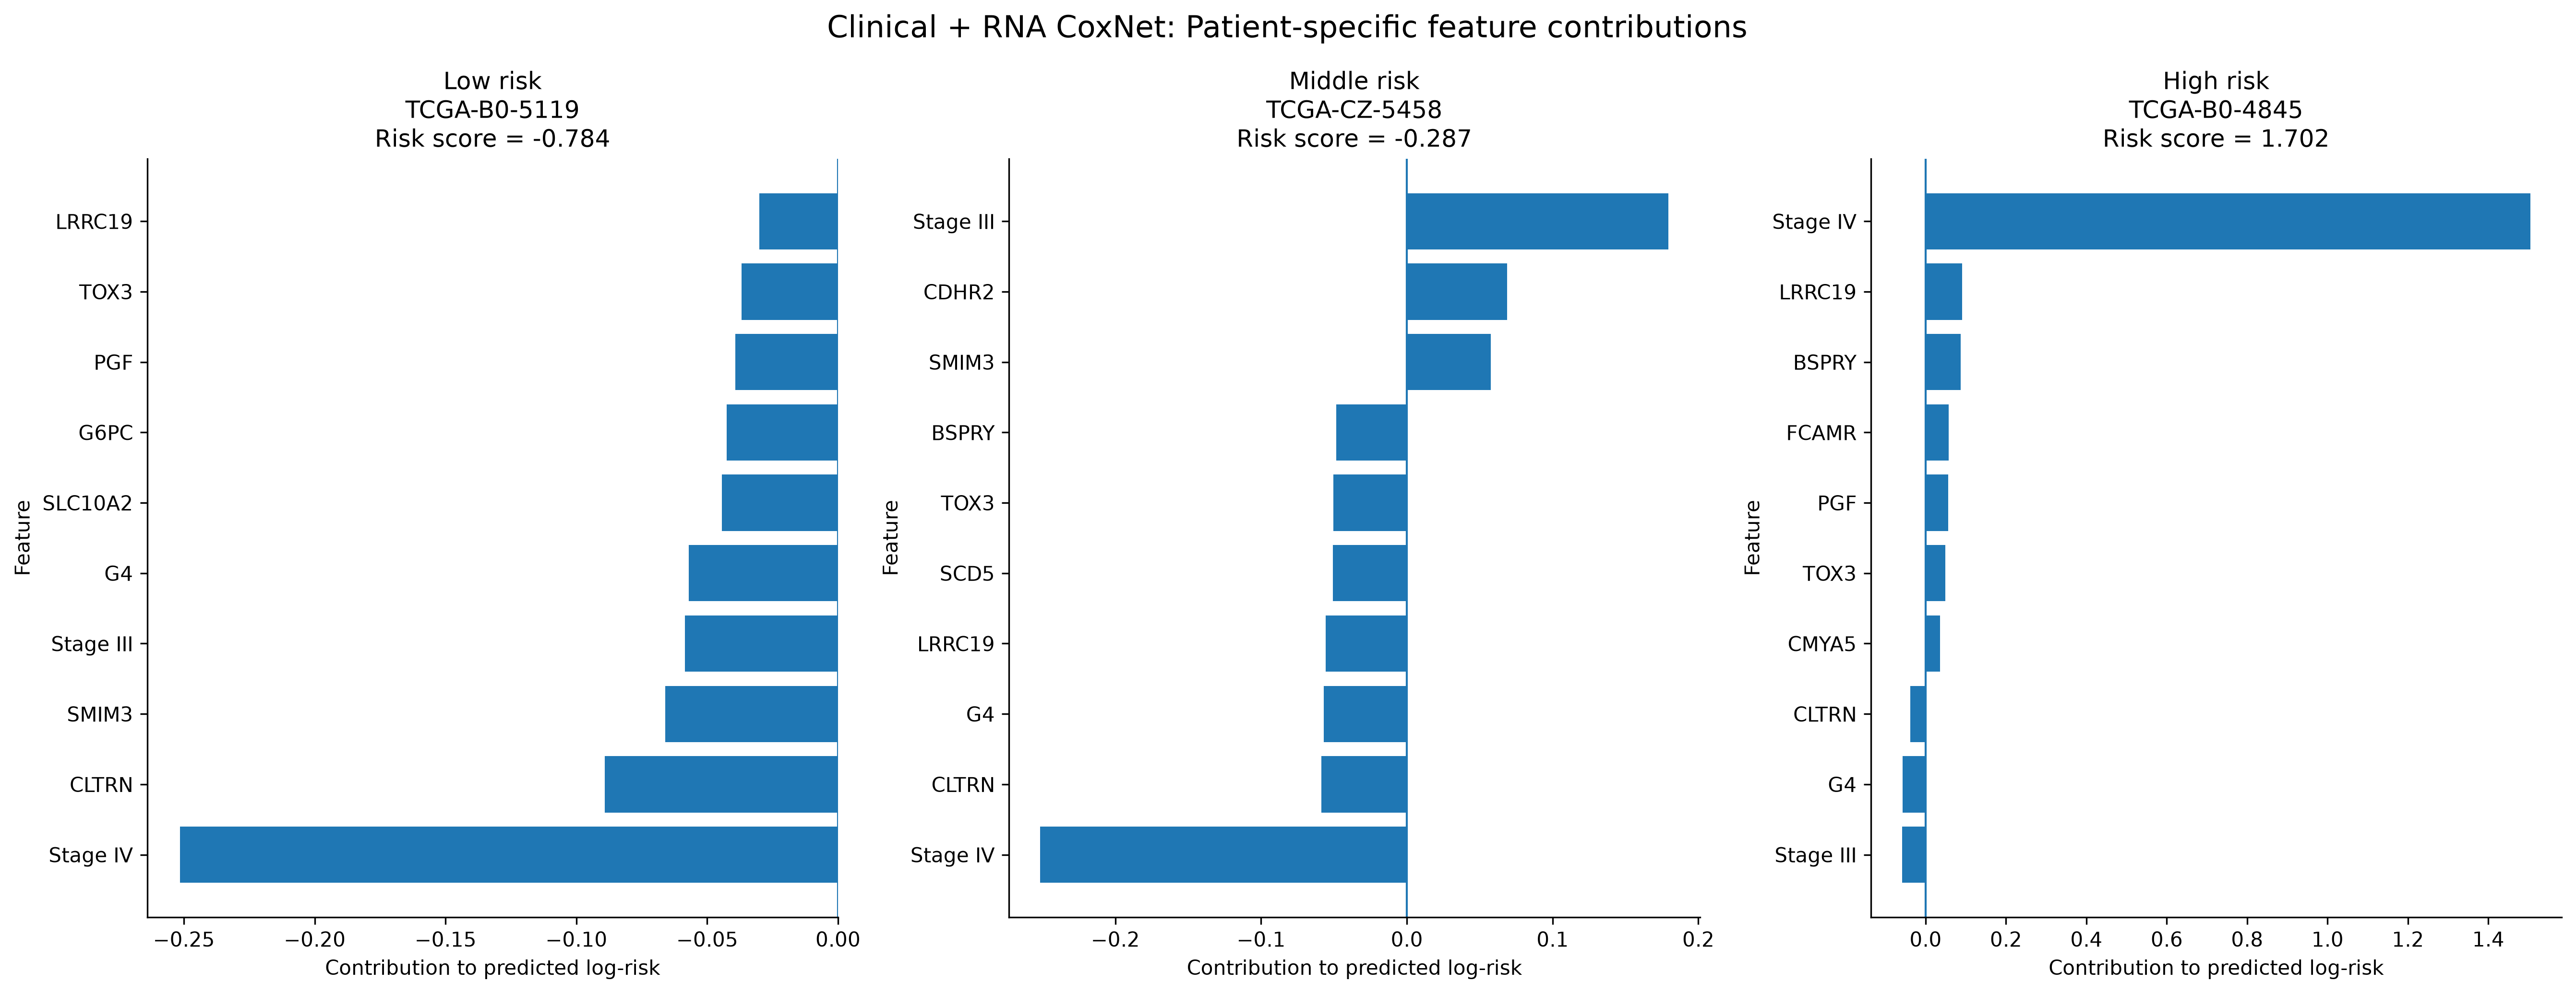 Clinical + RNA CoxNet: Patient-specific feature contributions
Low risk
TCGA-B0-5119
Risk score = -0.784
Feature
LRRC19
TOX3
PGF
G6PC
SLC10A2
G4
Stage III
SMIM3
CLTRN
Stage IV
−0.25 −0.20 −0.15 −0.10 −0.05 0.00
Contribution to predicted log-risk
Middle risk
TCGA-CZ-5458
Risk score = -0.287
Feature
Stage III
CDHR2
SMIM3
BSPRY
TOX3
SCD5
LRRC19
G4
CLTRN
Stage IV
−0.2 −0.1 0.0 0.1 0.2
Contribution to predicted log-risk
High risk
TCGA-B0-4845
Risk score = 1.702
Feature
Stage IV
LRRC19
BSPRY
FCAMR
PGF
TOX3
CMYA5
CLTRN
G4
Stage III
0.0 0.2 0.4 0.6 0.8 1.0 1.2 1.4
Contribution to predicted log-risk